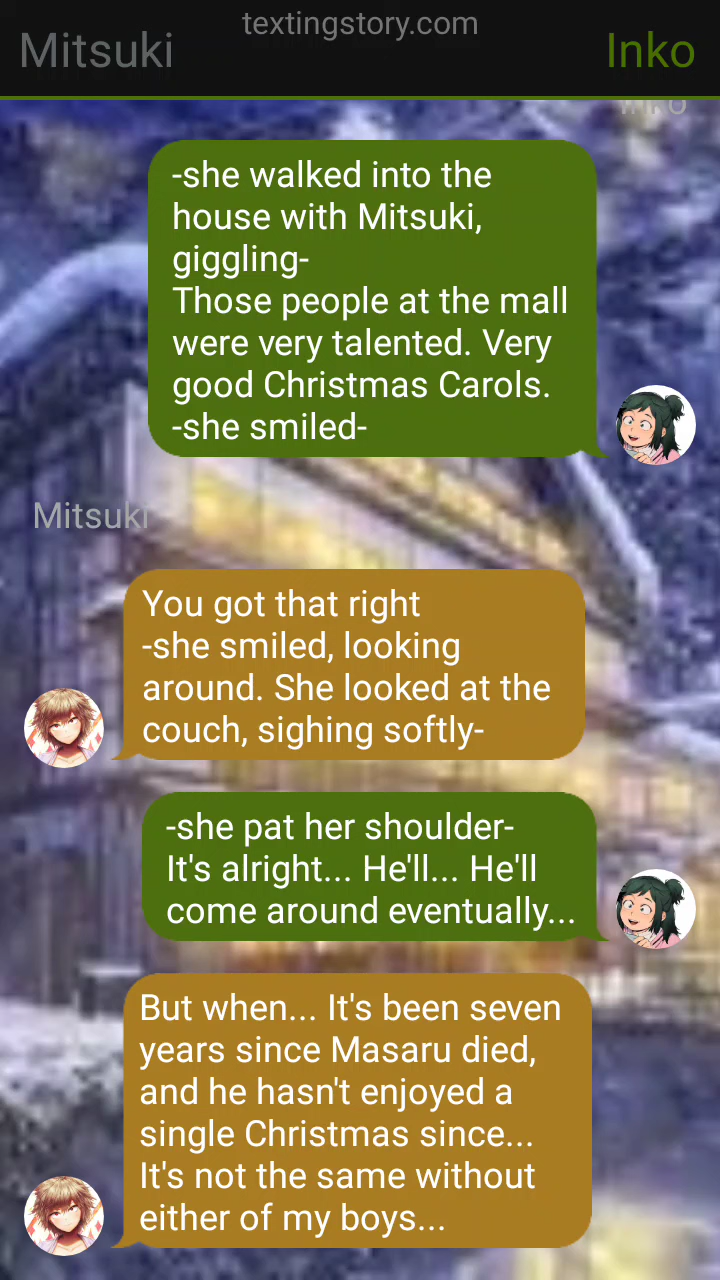 textingstory.com
Mitsuki
Inko
-she walked into the
house with Mitsuki,
giggling-
Those people at the mall
were very talented. Very
good Christmas Carols.
-she smiled-
Mitsuki
You got that right
-she smiled, looking
around. She looked at the
couch, sighing softly-
-she pat her shoulder-
It's alright... He'll... He'll
come around eventually...
But when... It's been seven
years since Masaru died,
and he hasn't enjoyed a
single Christmas since...
It's not the same without
either of my boys...